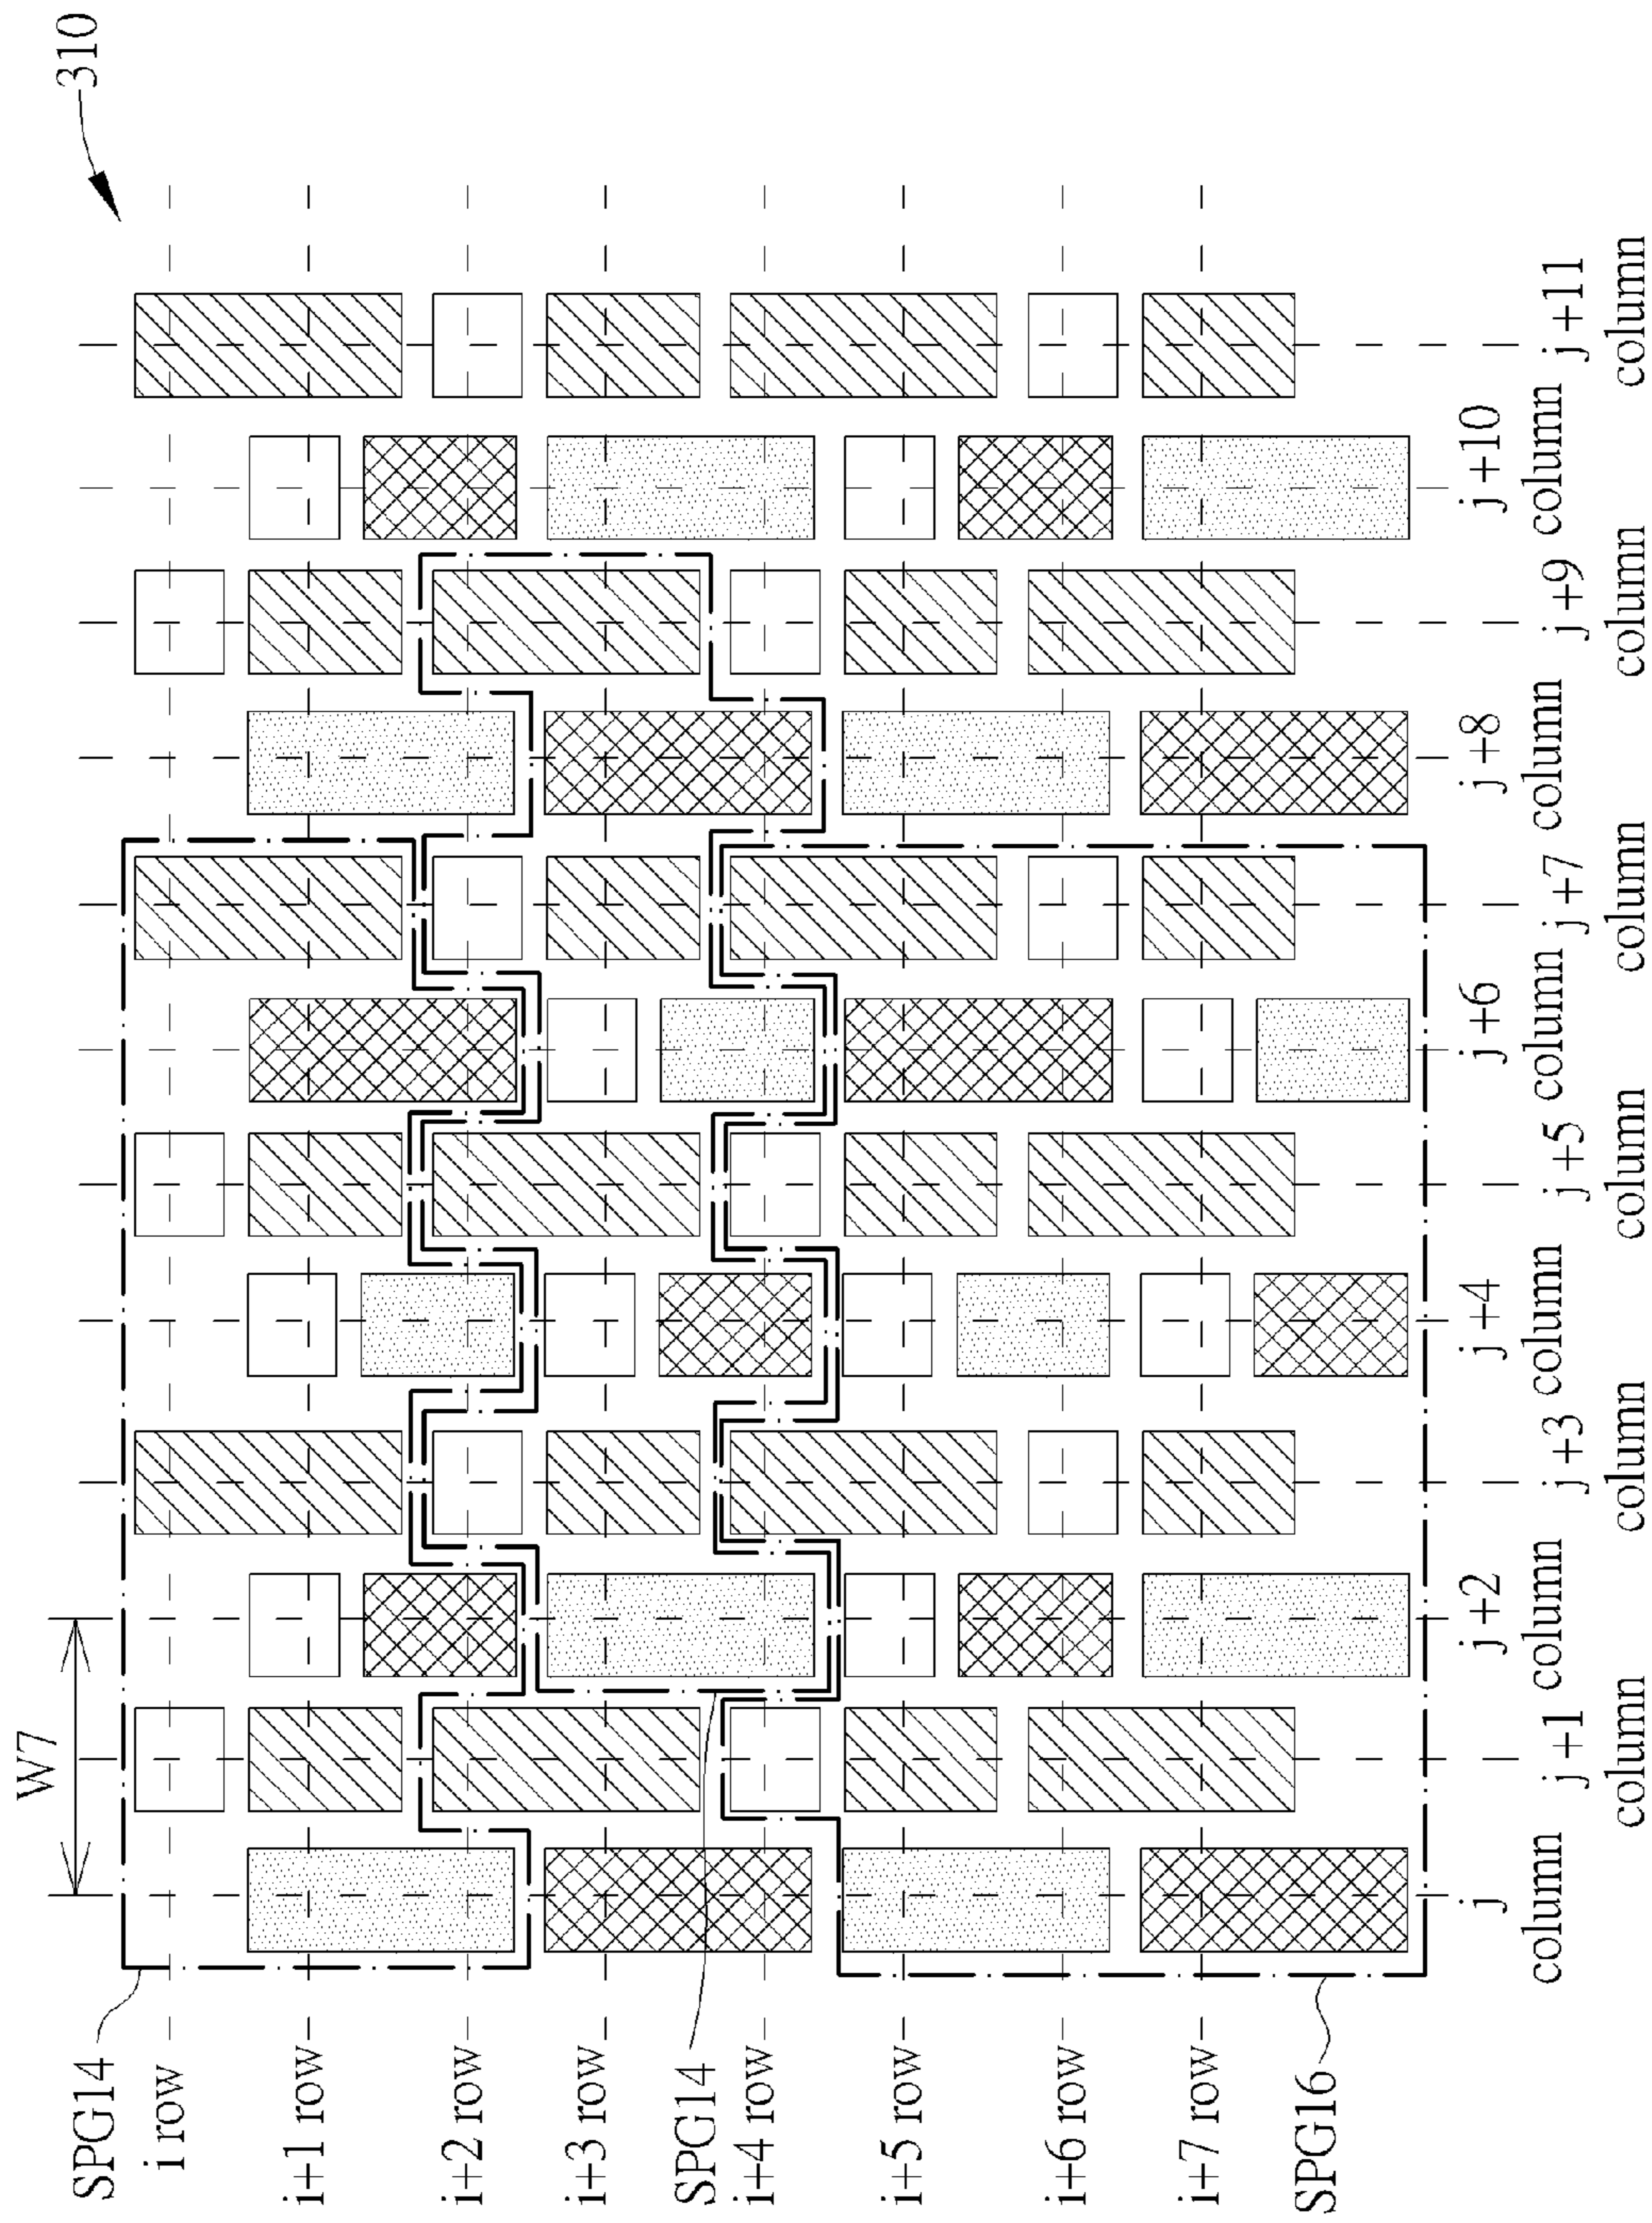 310
W7
SPG14
i row
i+1 row
i+2 row
i+3 row
SPG14
i+4 row
i+5 row
i+6 row
i+7 row
SPG16
j
column
j+1
column
j+2
column
j+3
column
j+4
column
j+5
column
j+6
column
j+7
column
j+8
column
j+9
column
j+10
column
j+11
column